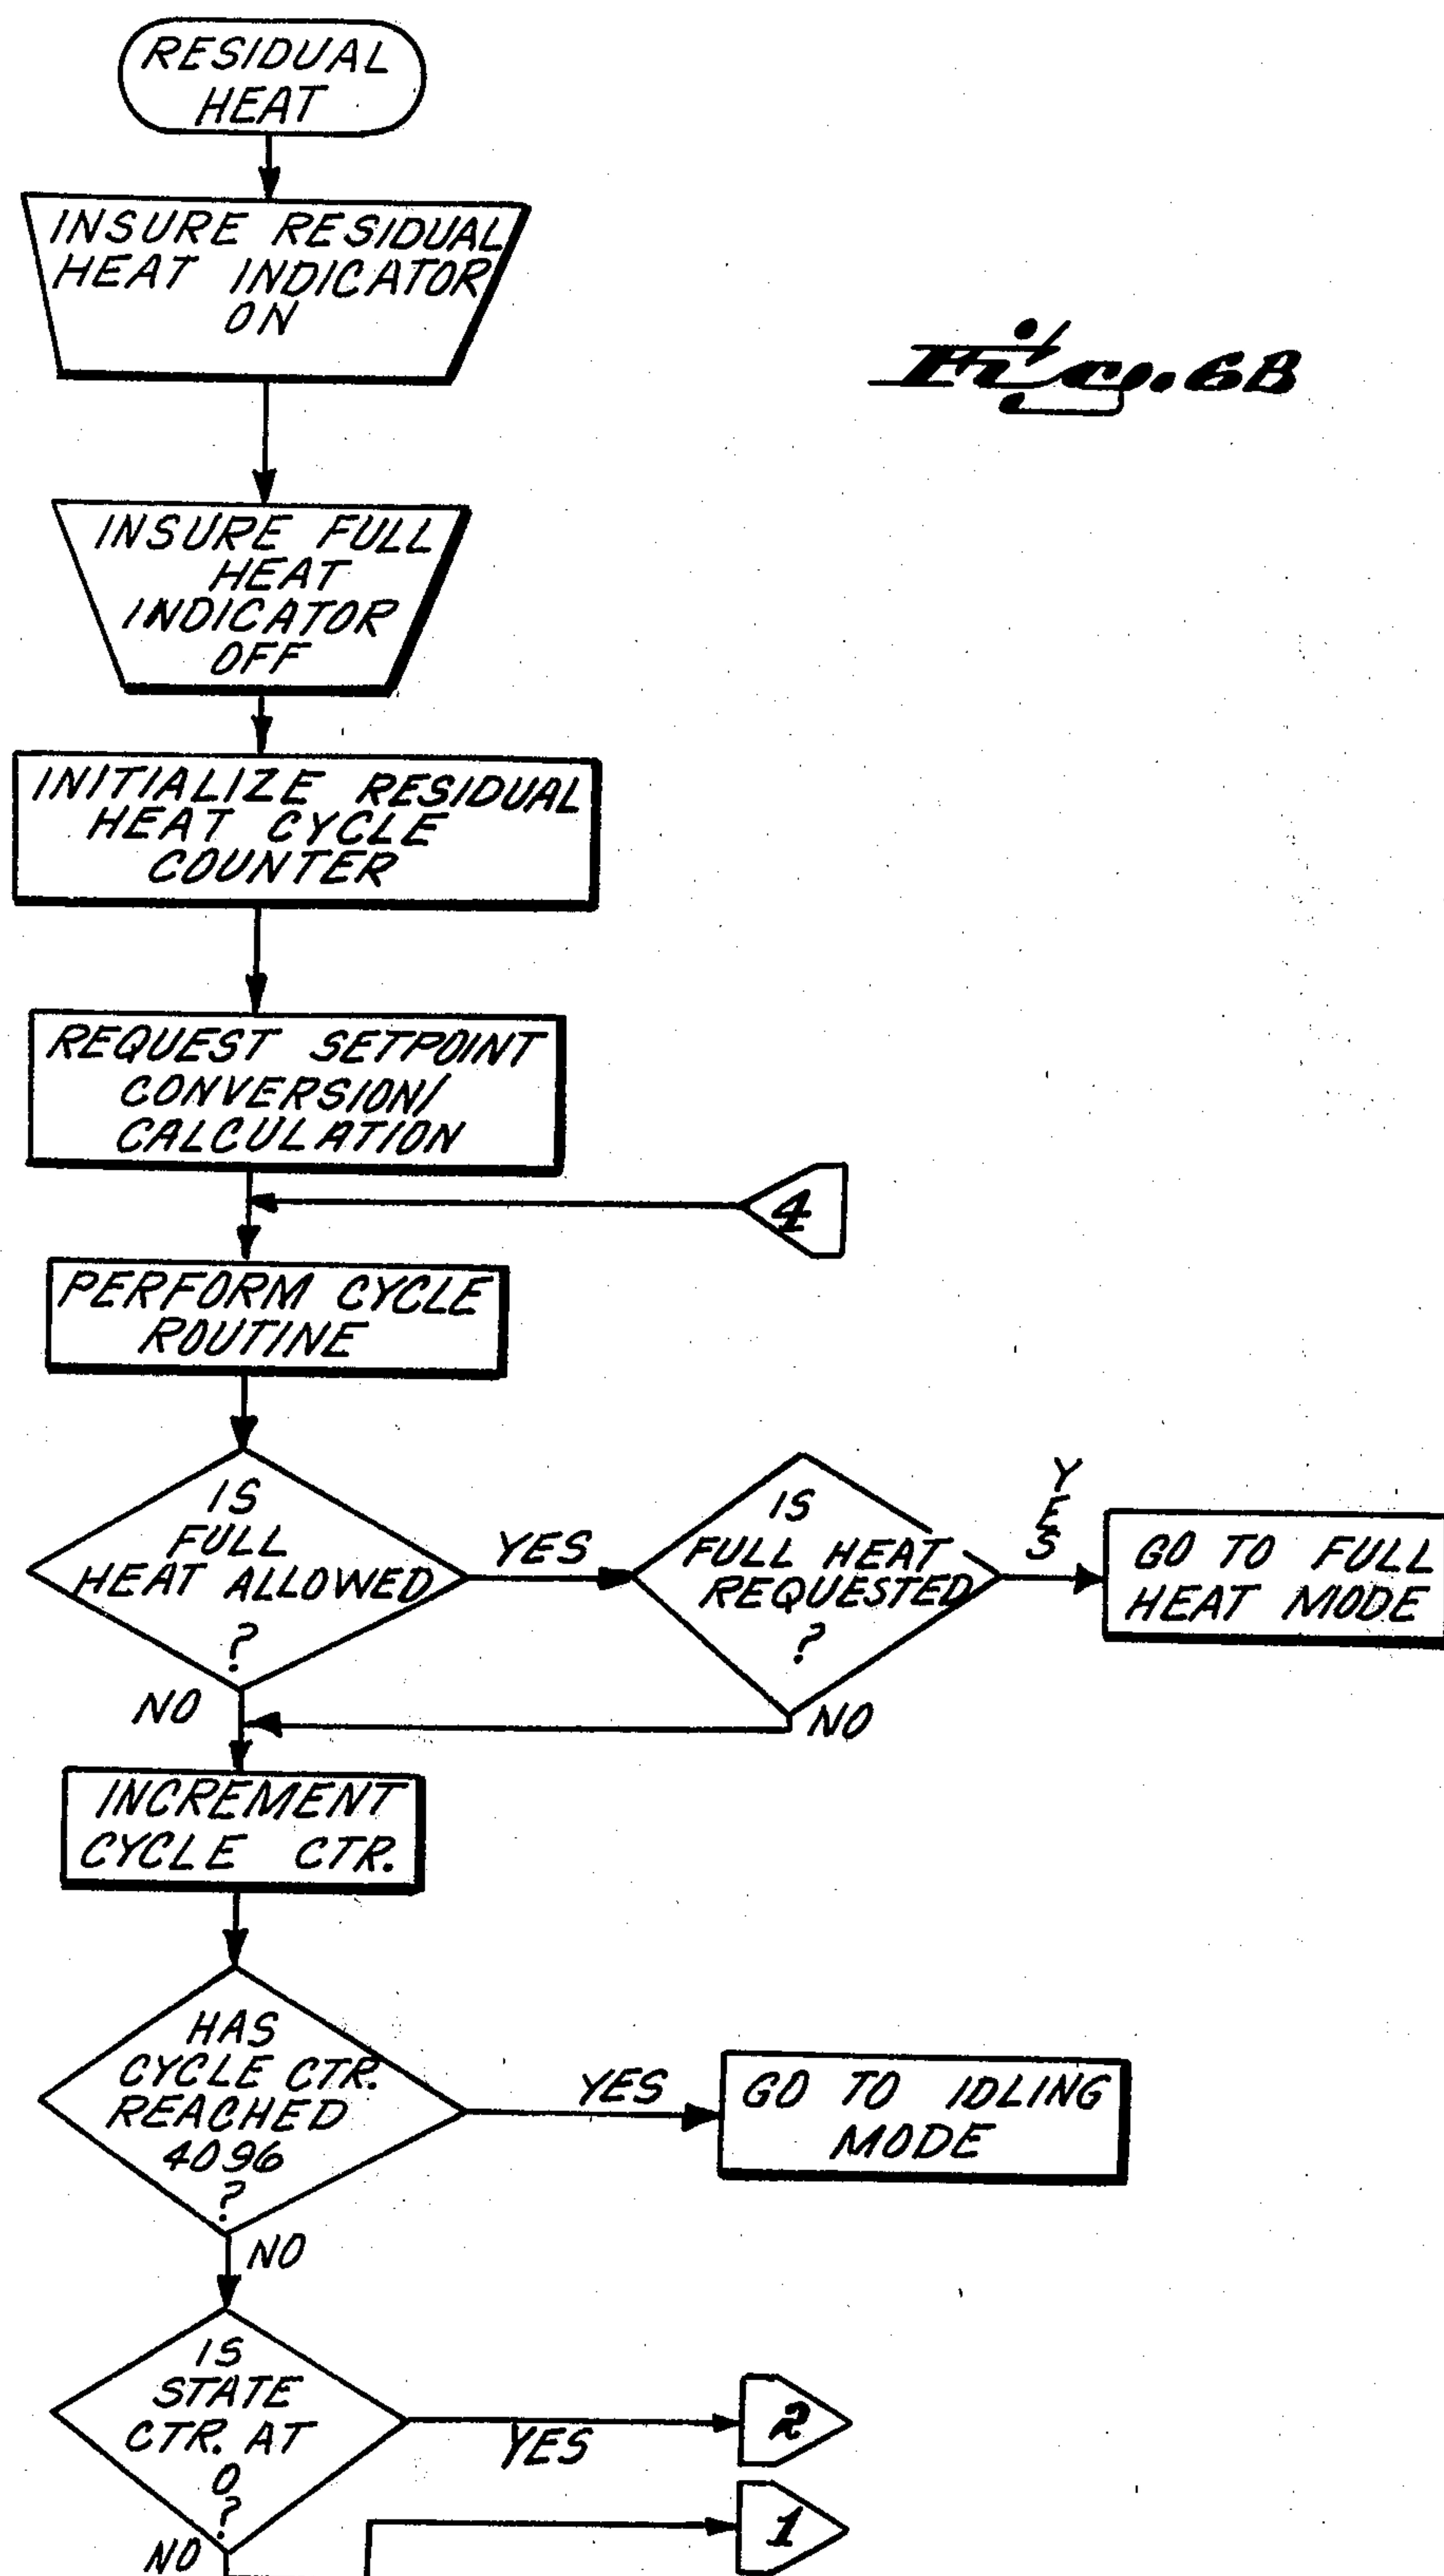 RESIDUAL
HEAT
INSURE RESIDUAL
HEAT INDICATOR
ON
Fig. 6B
INSURE FULL
HEAT
INDICATOR
OFF
INITIALIZE RESIDUAL
HEAT CYCLE
COUNTER
REQUEST SETPOINT
CONVERSION/
CALCULATION
4
PERFORM CYCLE
ROUTINE
IS
FULL
HEAT ALLOWED
?
YES
IS
FULL HEAT
REQUESTED
?
YES
GO TO FULL
HEAT MODE
NO
NO
INCREMENT
CYCLE CTR.
HAS
CYCLE CTR.
REACHED
4096
?
YES
GO TO IDLING
MODE
NO
IS
STATE
CTR. AT
0
?
YES
2
1
NO